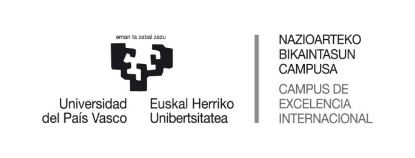 eman ta zabal zazu
Universidad
del País Vasco
Euskal Herriko
Unibertsitatea
NAZIOARTEKO
BIKAINTASUN
CAMPUSA
CAMPUS DE
EXCELENCIA
INTERNACIONAL